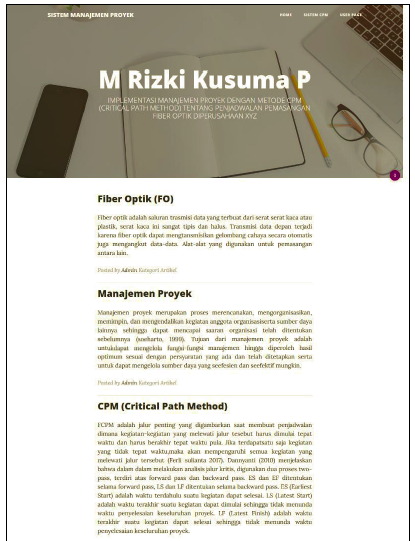 SISTEM MANAJEMEN PROYEK
HOME SISTEM CPM USER PAGE
M Rizki Kusuma P
IMPLEMENTASI MANAJEMEN PROYEK DENGAN METODE CPM
(CRITICAL PATH METHOD) TENTANG PENJADWALAN PEMASANGAN
FIBER OPTIK DIPERUSAHAAN XYZ
Fiber Optik (FO)
Fiber optik adalah saluran trasmisi data yang terbuat dari serat serat kaca atau
plastik, serat kaca ini sangat tipis dan halus. Transmisi data depan terjadi
karena fiber optik dapat mengtransmisikan gelombang cahaya secara otomatis
juga mengangkut data-data. Alat-alat yang digunakan untuk pemasangan
antara lain.
Posted by Admin Kategori Artikel
Manajemen Proyek
Manajemen proyek merupakan proses merencanakan, mengorganisasikan,
memimpin, dan mengendalikan kegiatan anggota organisasiserta sumber daya
lainnya sehingga dapat mencapai sauran organisasi telah ditentukan
sebelumnya (soeharto, 1999). Tujuan dari manajemen proyek adalah
untukdapat mengelola fungsi-fungsi manajemen hingga diperoleh hasil
optimum sesuai dengan persyaratan yang ada dan telah ditetapkan serta
untukdapat mengelola sumber daya yang seefesien dan seefektif mungkin.
Posted by Admin Kategori Artikel
CPM (Critical Path Method)
FCPM adalah jalur penting yang digambarkan saat membuat penjadwalan
dimana kegiatan-kegiatan yang melewati jalur tesebut harus dimulai tepat
waktu dan harus berakhir tepat waktu pula. Jika terdapatsatu saja kegiatan
yang tidak tepat waktu,maka akan mempengaruhi semua kegiatan yang
melewati jalur tersebut (Ferli sulianta 2017). Dannyanti (2010) menjelaskan
bahwa dalam dalam melakukan analisis jalur kritis, digunakan dua proses two-
pass, terdiri atas forward pass dan backward pass. ES dan EF ditentukan
selama forward pass, LS dan LF ditentukan selama backward pass. ES (Earliest
Start) adalah waktu terdahulu suatu kegiatan dapat selesai. LS (Latest Start)
adalah waktu terakhir suatu kegiatan dapat dimulai sehingga tidak menunda
waktu penyelesaian keseluruhan proyek. LF (Latest Finish) adalah waktu
terakhir suatu kegiatan dapat selesai sehingga tidak menunda waktu
penyelesaian keseluruhan proyek.